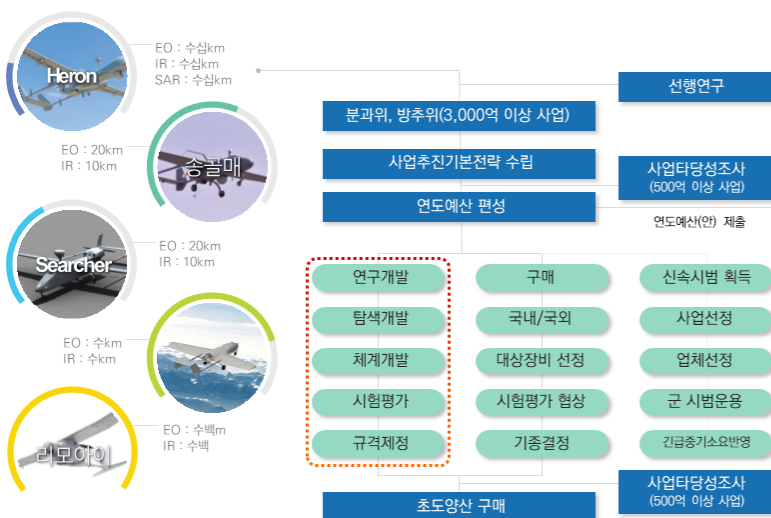 Heron
EO : 수십km
IR : 수십km
SAR : 수십km
송골매
EO : 20km
IR : 10km
Searcher
EO : 20km
IR : 10km
EO : 수km
IR : 수km
리모아이
EO : 수백m
IR : 수백
선행연구
분과위, 방추위(3,000억 이상 사업)
사업추진기본전략 수립
사업타당성조사
(500억 이상 사업)
연도예산 편성
연도예산(안) 제출
연구개발
탐색개발
체계개발
시험평가
규격제정
구매
국내/국외
대상장비 선정
시험평가 협상
기종결정
신속시범 획득
사업선정
업체선정
군 시범운용
긴급중기소요반영
초도양산 구매
사업타당성조사
(500억 이상 사업)